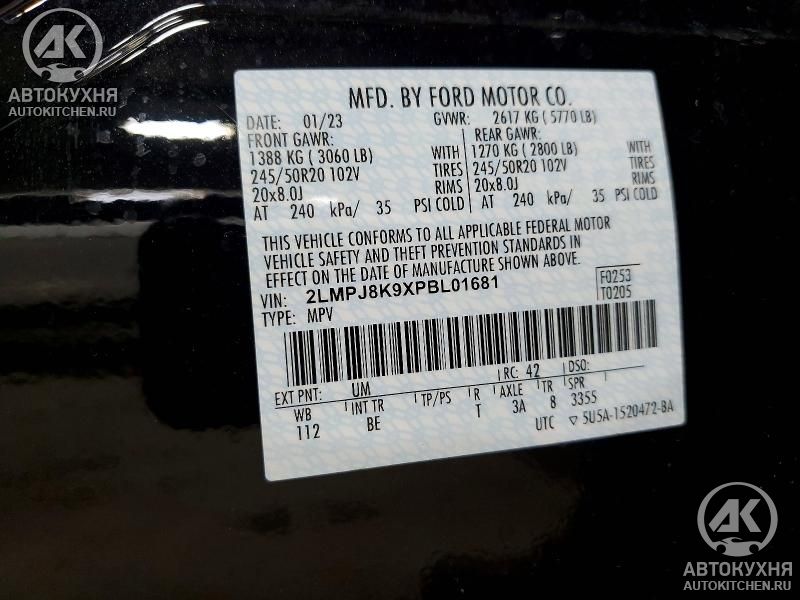 AK
АВТОКУХНЯ
AUTOKITCHEN.RU
MFD. BY FORD MOTOR CO.
DATE: 01/23 GVWR: 2617 KG ( 5770 LB)
FRONT GAWR: REAR GAWR:
1388 KG ( 3060 LB) WITH 1270 KG ( 2800 LB) WITH
245/50R20 102V TIRES 245/50R20 102V TIRES
20x8.0J RIMS 20x8.0J RIMS
AT 240 kPa/ 35 PSI COLD AT 240 kPa/ 35 PSI COLD
THIS VEHICLE CONFORMS TO ALL APPLICABLE FEDERAL MOTOR
VEHICLE SAFETY AND THEFT PREVENTION STANDARDS IN
EFFECT ON THE DATE OF MANUFACTURE SHOWN ABOVE.
VIN: 2LMPJ8K9XPBL01681 F0253
TYPE: MPV T0205
EXT PNT: UM RC: 42 DSO:
WB INT TR TP/PS R AXLE TR SPR
112 BE T 3A 8 3355
UTC ▽ 5U5A-1520472-BA
AK
АВТОКУХНЯ
AUTOKITCHEN.RU